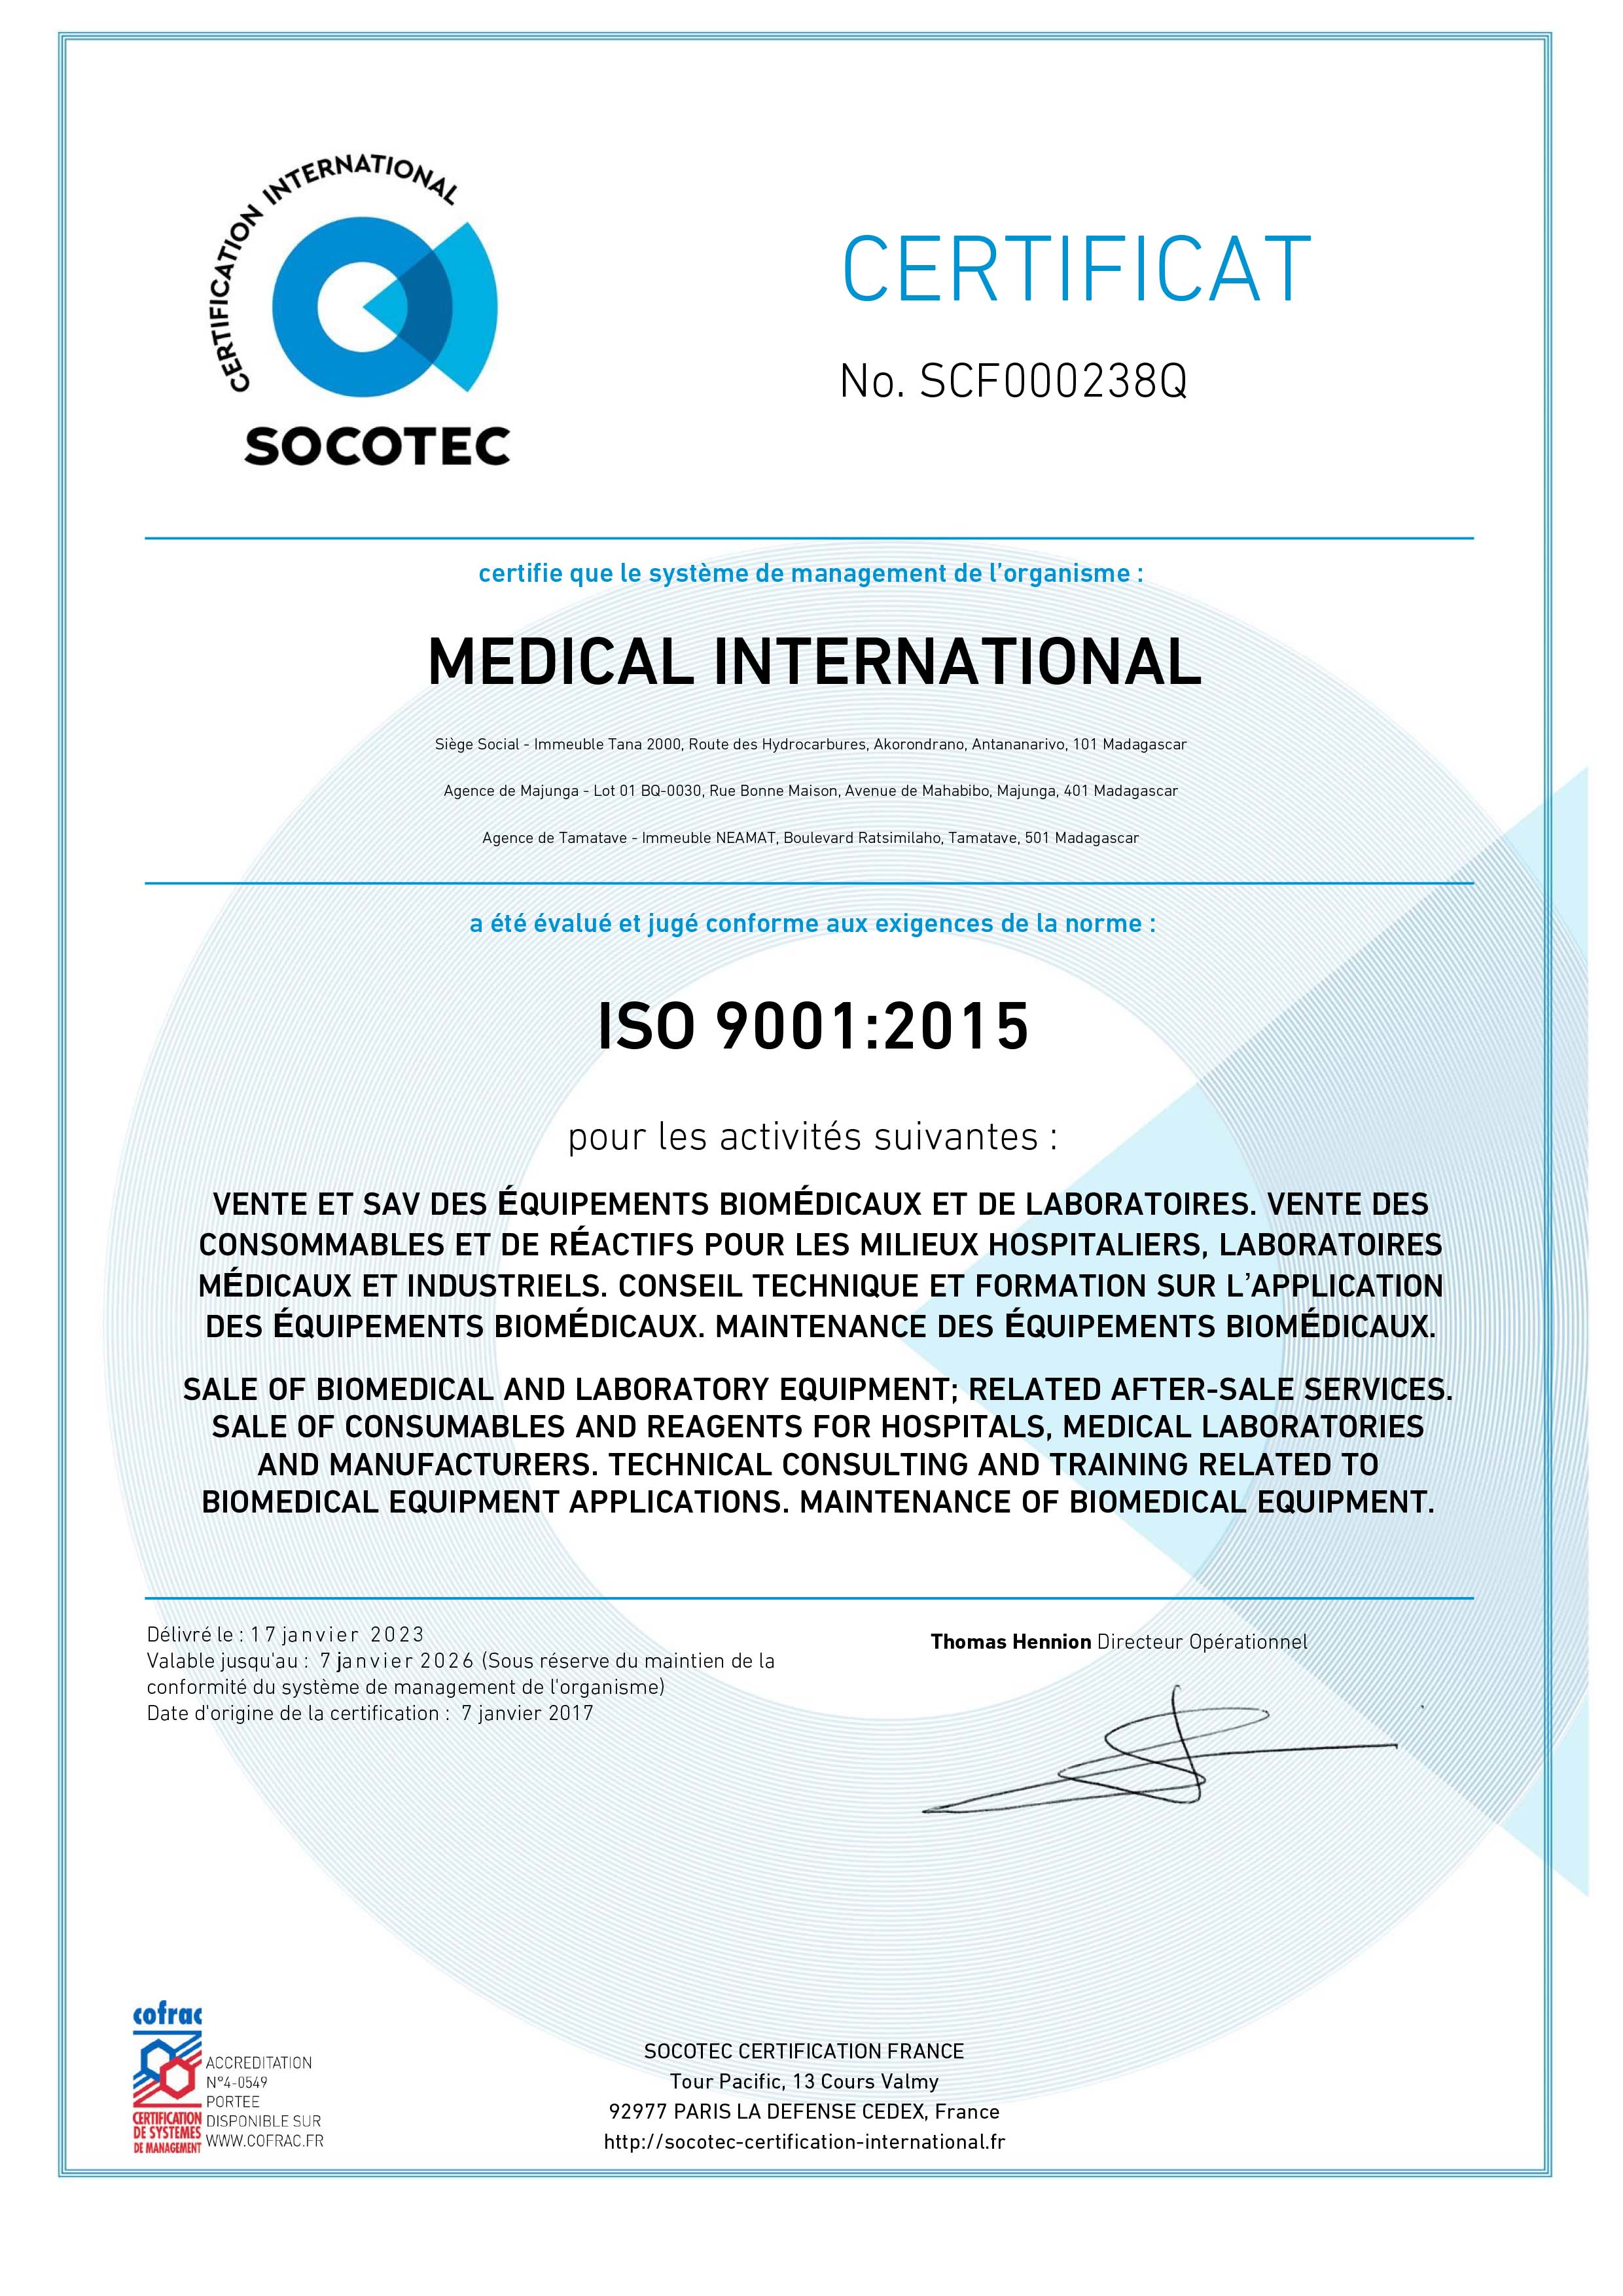 CERTIFICATION INTERNATIONAL
SOCOTEC
CERTIFICAT
No. SCF000238Q
certifie que le système de management de l’organisme :
MEDICAL INTERNATIONAL
Siège Social - Immeuble Tana 2000, Route des Hydrocarbures, Akorondrano, Antananarivo, 101 Madagascar
Agence de Majunga - Lot 01 BQ-0030, Rue Bonne Maison, Avenue de Mahabibo, Majunga, 401 Madagascar
Agence de Tamatave - Immeuble NEAMAT, Boulevard Ratsimilaho, Tamatave, 501 Madagascar
a été évalué et jugé conforme aux exigences de la norme :
ISO 9001:2015
pour les activités suivantes :
VENTE ET SAV DES ÉQUIPEMENTS BIOMÉDICAUX ET DE LABORATOIRES. VENTE DES
CONSOMMABLES ET DE RÉACTIFS POUR LES MILIEUX HOSPITALIERS, LABORATOIRES
MÉDICAUX ET INDUSTRIELS. CONSEIL TECHNIQUE ET FORMATION SUR L’APPLICATION
DES ÉQUIPEMENTS BIOMÉDICAUX. MAINTENANCE DES ÉQUIPEMENTS BIOMÉDICAUX.
SALE OF BIOMEDICAL AND LABORATORY EQUIPMENT; RELATED AFTER-SALE SERVICES.
SALE OF CONSUMABLES AND REAGENTS FOR HOSPITALS, MEDICAL LABORATORIES
AND MANUFACTURERS. TECHNICAL CONSULTING AND TRAINING RELATED TO
BIOMEDICAL EQUIPMENT APPLICATIONS. MAINTENANCE OF BIOMEDICAL EQUIPMENT.
Délivré le : 17 janvier 2023
Valable jusqu'au : 7 janvier 2026 (Sous réserve du maintien de la
conformité du système de management de l'organisme)
Date d'origine de la certification : 7 janvier 2017
Thomas Hennion Directeur Opérationnel
cofrac
CERTIFICATION
DE SYSTEMES
DE MANAGEMENT
ACCREDITATION
N°4-0549
PORTEE
DISPONIBLE SUR
WWW.COFRAC.FR
SOCOTEC CERTIFICATION FRANCE
Tour Pacific, 13 Cours Valmy
92977 PARIS LA DEFENSE CEDEX, France
http://socotec-certification-international.fr